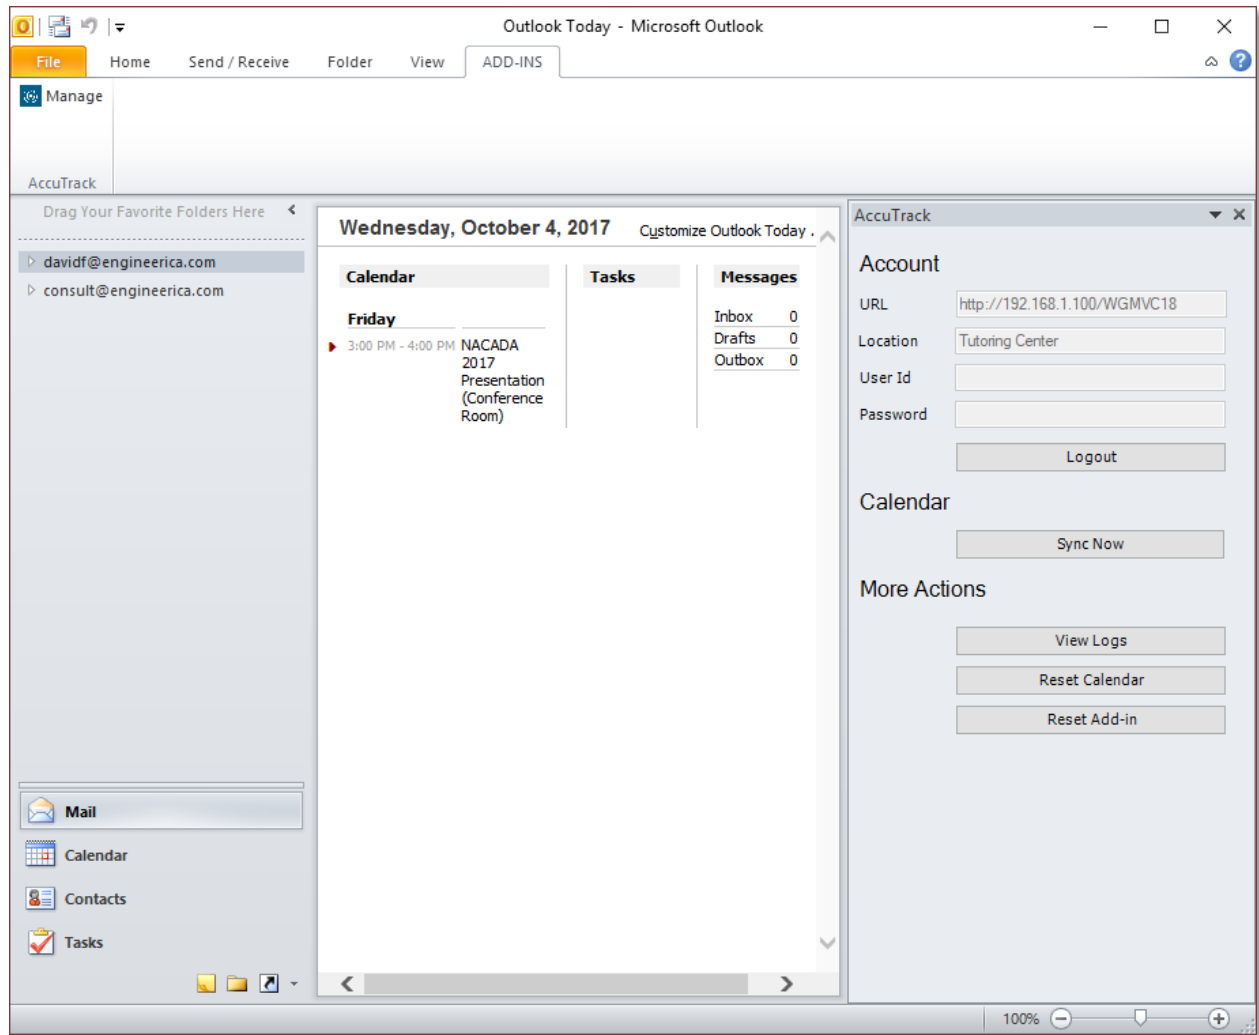 Outlook Today - Microsoft Outlook
File Home Send / Receive Folder View ADD-INS
Manage
AccuTrack
Drag Your Favorite Folders Here
davidf@engineerica.com
consult@engineerica.com
Mail
Calendar
Contacts
Tasks
Wednesday, October 4, 2017 Customize Outlook Today .
Calendar Tasks Messages
Friday
3:00 PM - 4:00 PM NACADA
2017
Presentation
(Conference
Room)
Inbox 0
Drafts 0
Outbox 0
AccuTrack
Account
URL http://192.168.1.100/WGMVC18
Location Tutoring Center
User Id
Password
Logout
Calendar
Sync Now
More Actions
View Logs
Reset Calendar
Reset Add-in
100%